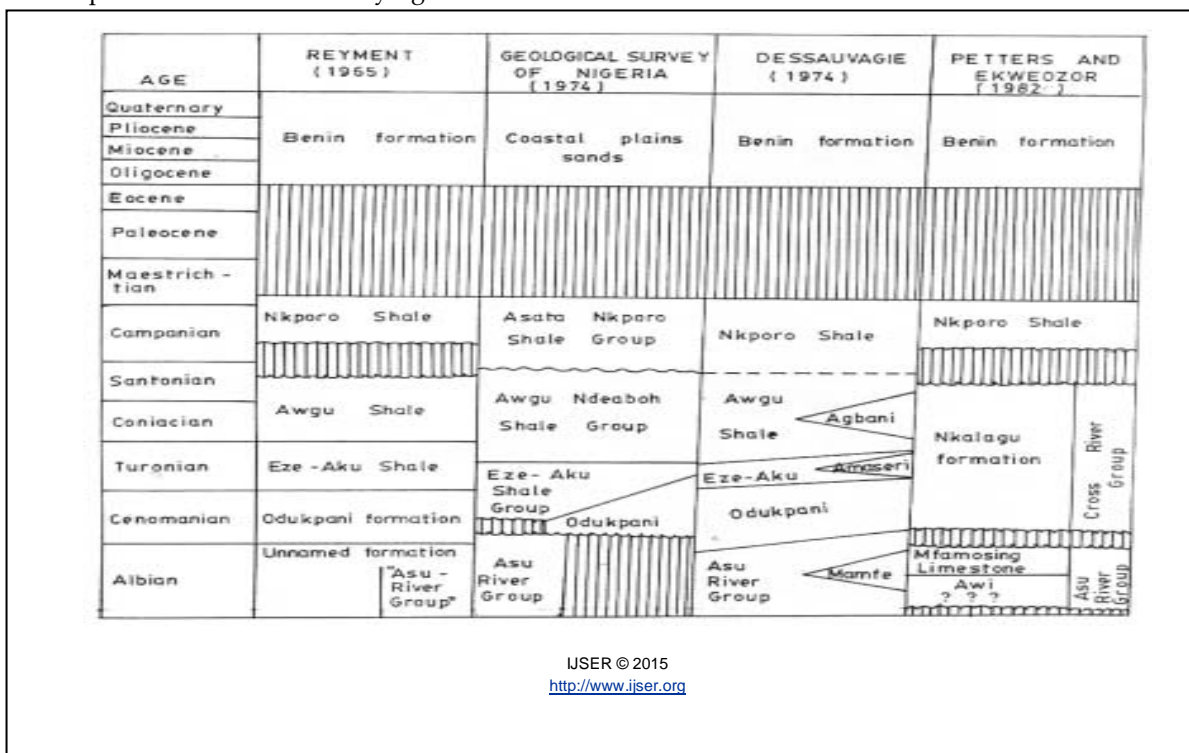 AGE
REYMENT
(1965)
GEOLOGICAL SURVEY
OF NIGERIA
(1974)
DESSAUVAGIE
(1974)
PETTERS AND
EKWEOZOR
(1982)
Quaternary
Pliocene
Miocene
Oligocene
Benin formation
Coastal plains
sands
Benin formation
Benin formation
Eocene
Paleocene
Maestrich -
tian
Campanian
Nkporo Shale
Asata Nkporo
Shale Group
Nkporo Shale
Nkporo Shale
Santonian
Coniacian
Awgu Shale
Awgu Ndeaboh
Shale Group
Awgu
Shale
Agbani
Nkalagu
formation
Cross River
Group
Turonian
Eze-Aku Shale
Eze-Aku
Shale
Group
Eze-Aku
Amaseri
Cenomanian
Odukpani formation
Odukpani
Odukpani
Albian
Unnamed formation
"Asu-
River
Group"
Asu
River
Group
Asu
River
Group
Mamfe
Mfamosing
Limestone
Awi
? ? ?
Asu
River
Group
IJSER © 2015
http://www.ijser.org